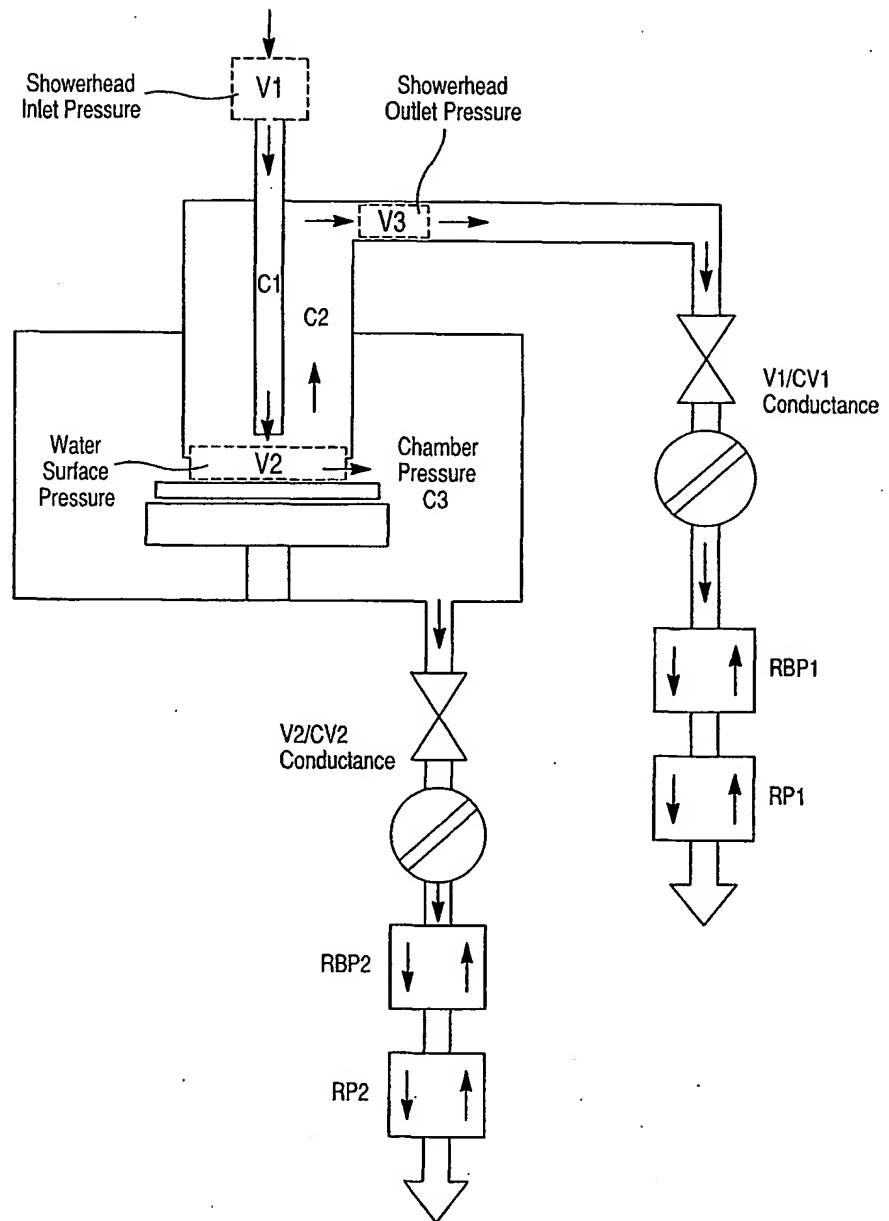 V1
Showerhead
Inlet Pressure
Showerhead
Outlet Pressure
V3
C1
C2
V1/CV1
Conductance
Water
Surface
Pressure
V2
Chamber
Pressure
C3
RBP1
V2/CV2
Conductance
RP1
RBP2
RP2